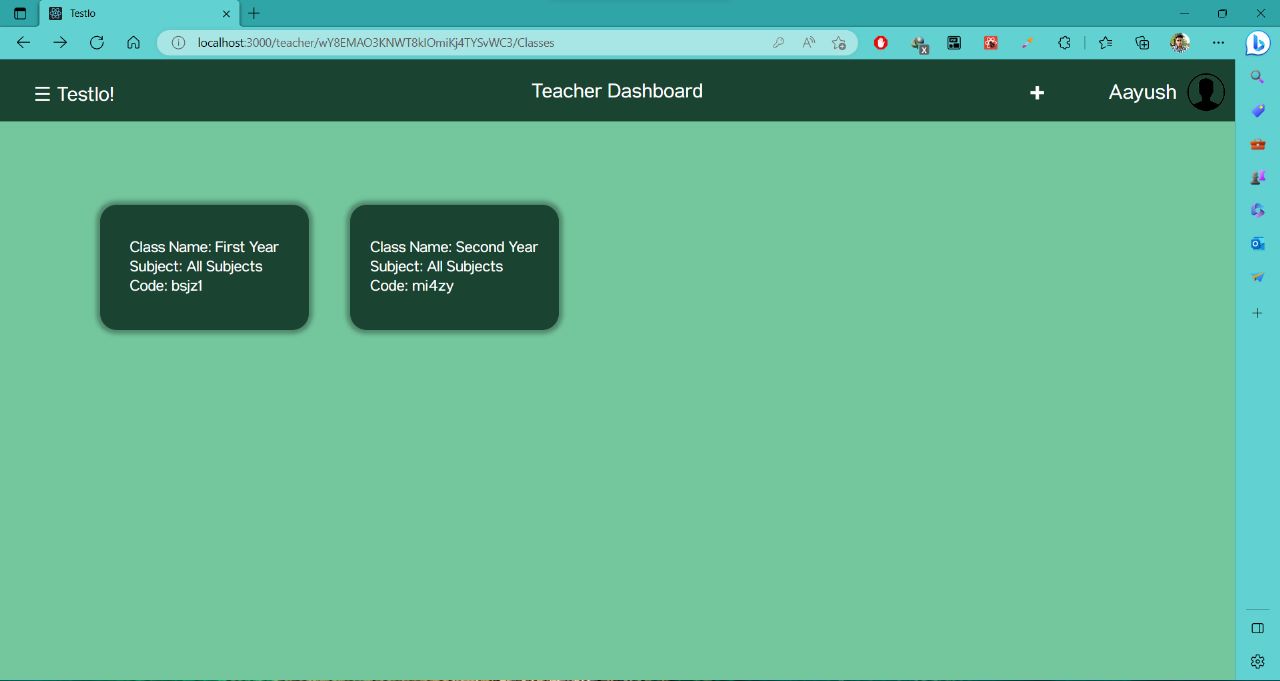 Testlo
localhost:3000/teacher/wY8EMAO3KNWT8kIOmiKj4TYSvWC3/Classes
Testlo!
Teacher Dashboard
Aayush
Class Name: First Year
Subject: All Subjects
Code: bsjz1
Class Name: Second Year
Subject: All Subjects
Code: mi4zy